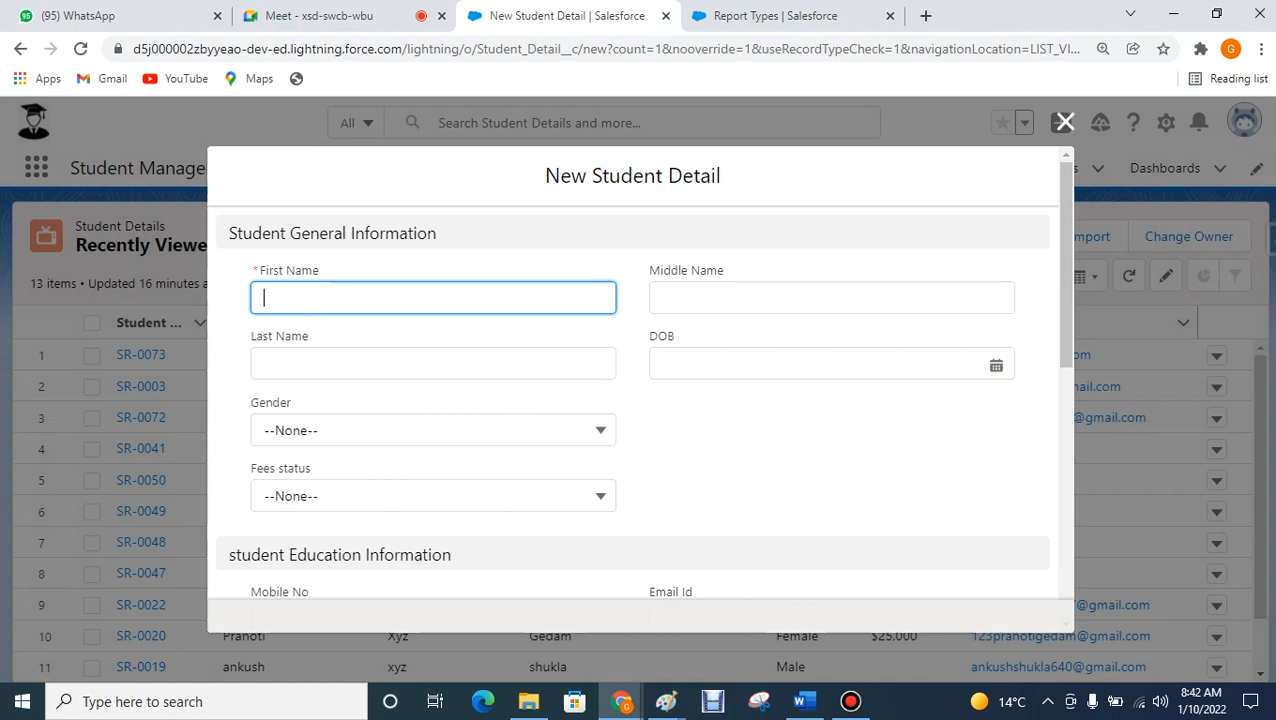 (95) WhatsApp
Meet - xsd-swcb-wbu
New Student Detail | Salesforce
Report Types | Salesforce
d5j000002zbyyeao-dev-ed.lightning.force.com/lightning/o/Student_Detail__c/new?count=1&nooverride=1&useRecordTypeCheck=1&navigationLocation=LIST_VI...
Apps
Gmail
YouTube
Maps
Reading list
All
Search Student Details and more...
Student Manage
Dashboards
New Student Detail
Student Details
Recently Viewe
Import
Change Owner
13 items • Updated 16 minutes a
Student General Information
*First Name
Middle Name
Last Name
DOB
Gender
--None--
Fees status
--None--
student Education Information
Mobile No
Email Id
Student ...
1 SR-0073 om
2 SR-0003 ail.com
3 SR-0072 @gmail.com
4 SR-0041
5 SR-0050
6 SR-0049
7 SR-0048
8 SR-0047
9 SR-0022 7@gmail.com
10 SR-0020 Pranoti Xyz Gedam Female $25,000 123pranotigedam@gmail.com
11 SR-0019 ankush xyz shukla Male ankushshukla640@gmail.com
Type here to search
14°C
8:42 AM
1/10/2022